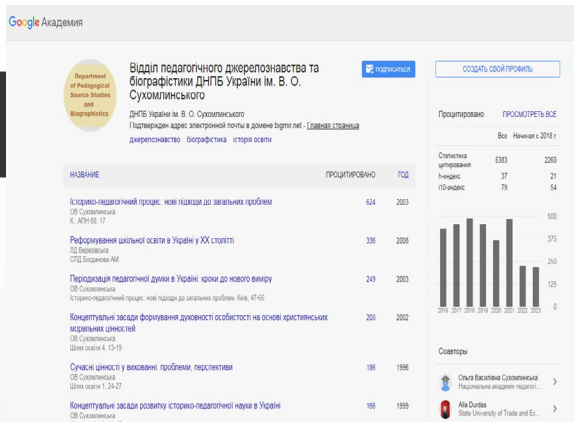 Google Академия
Department
of Pedagogical
Source Studies
and
Biographistics
Відділ педагогічного джерелознавства та
біографістики ДНПБ України ім. В. О.
Сухомлинського
ДНПБ України ім. В. О. Сухомлинського
Подтвержден адрес электронной почты в домене bigmir.net - Главная страница
джерелознавство біографістика історія освіти
ПОДПИСАТЬСЯ
НАЗВАНИЕ ПРОЦИТИРОВАНО ГОД
Історико-педагогічний процес: нові підходи до загальних проблем 624 2003
ОВ Сухомлинська
К.: АПН 68, 17
Реформування шкільної освіти в Україні у ХХ столітті 336 2008
ЛД Березівська
СПД Богданова АМ
Періодизація педагогічної думки в Україні: кроки до нового виміру 249 2003
ОВ Сухомлинська
Історико-педагогічний процес: нові підходи до загальних проблем. Київ, 47-66
Концептуальні засади формування духовності особистості на основі християнських 2002
моральних цінностей
ОВ Сухомлинська
Шлях освіти 4, 13-19
Сучасні цінності у вихованні: проблеми, перспективи 186 1996
ОВ Сухомлинська
Шлях освіти 1, 24-27
Концептуальні засади розвитку історико-педагогічної науки в Україні 166 1999
ОВ Сухомлинська
СОЗДАТЬ СВОЙ ПРОФИЛЬ
Процитировано ПРОСМОТРЕТЬ ВСЕ
Все Начиная с 2018 г.
Статистика
цитирования 2260
h-индекс 37 21
i10-индекс 79 54
500
375
250
125
0
2016 2017 2018 2019 2020 2021 2022 2023
Соавторы
Ольга Василівна Сухомлинська
Національна академія педагогі...
Alla Durdas
State University of Trade and Ec...